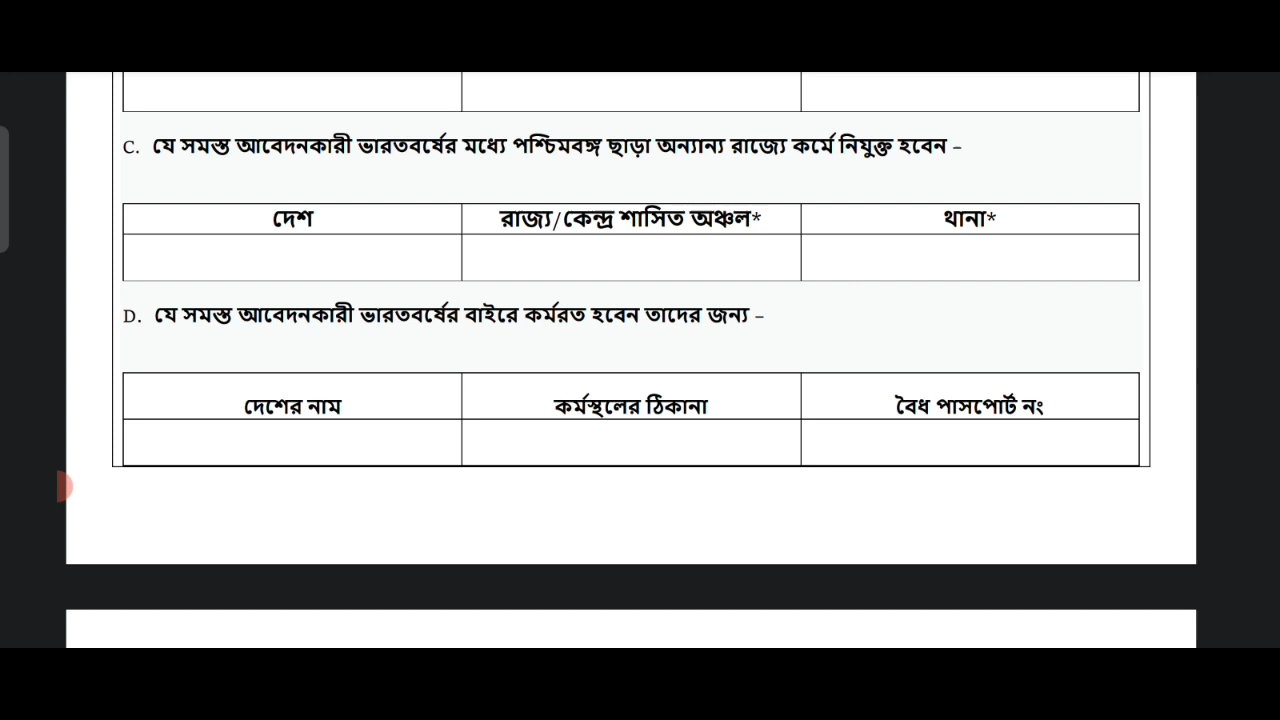 C. যে সমস্ত আবেদনকারী ভারতবর্ষের মধ্যে পশ্চিমবঙ্গ ছাড়া অন্যান্য রাজ্যে কর্মে নিযুক্ত হবেন –
দেশ রাজ্য/কেন্দ্র শাসিত অঞ্চল* থানা*
D. যে সমস্ত আবেদনকারী ভারতবর্ষের বাইরে কর্মরত হবেন তাদের জন্য –
দেশের নাম কর্মস্থলের ঠিকানা বৈধ পাসপোর্ট নং